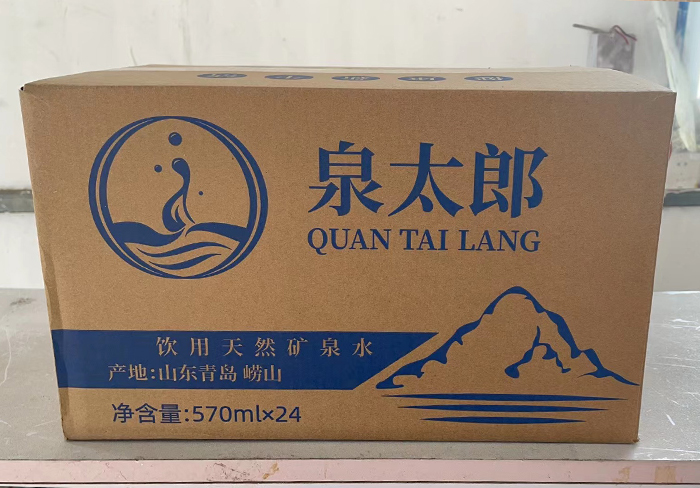 泉太郎
QUAN TAI LANG
饮用天然矿泉水
产地:山东青岛 崂山
净含量:570ml×24